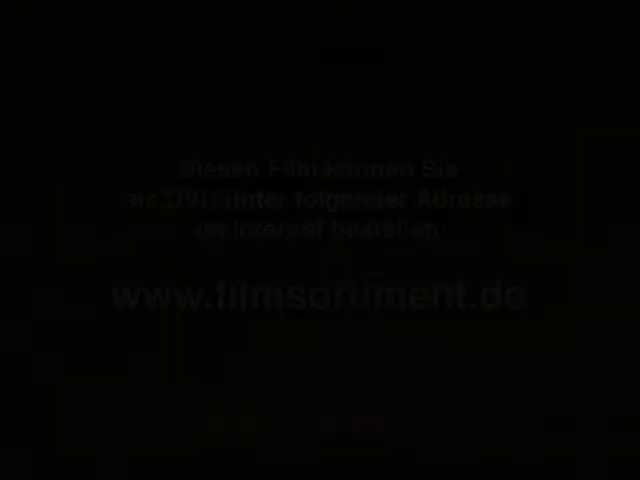 Diesen Film können Sie
als DVD unter folgender Adresse
im Internet bestellen
www.filmsortiment.de